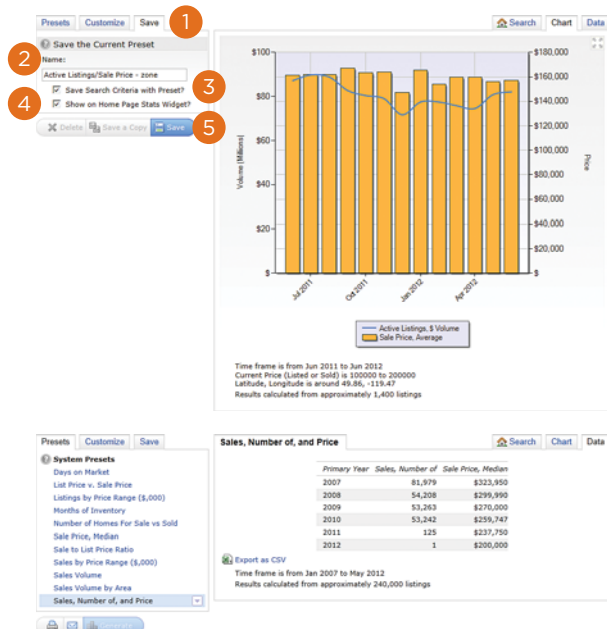 Presets Customize Save 1
Search Chart Data
Save the Current Preset
2
Name:
Active Listings/Sale Price - zone
Save Search Criteria with Preset? 3
4 Show on Home Page Stats Widget?
Delete Save a Copy Save 5
$100
$80
$60
$40
$20
$
Volume (Millions)
$180,000
$160,000
$140,000
$120,000
$100,000
$80,000
$60,000
$40,000
$20,000
$
Price
Jul 2011 Oct 2011 Jan 2012 Apr 2012
Active Listings, $ Volume
Sale Price, Average
Time frame is from Jun 2011 to Jun 2012
Current Price (Listed or Sold) is 100000 to 200000
Latitude, Longitude is around 49.86, -119.47
Results calculated from approximately 1,400 listings
Presets Customize Save
System Presets
Days on Market
List Price v. Sale Price
Listings by Price Range ($,000)
Months of Inventory
Number of Homes For Sale vs Sold
Sale Price, Median
Sale to List Price Ratio
Sales by Price Range ($,000)
Sales Volume
Sales Volume by Area
Sales, Number of, and Price
Generate
Sales, Number of, and Price
Search Chart Data
Primary Year Sales, Number of Sale Price, Median
2007 81,979 $323,950
2008 54,208 $299,990
2009 53,263 $270,000
2010 53,242 $259,747
2011 125 $237,750
2012 1 $200,000
Export as CSV
Time frame is from Jan 2007 to May 2012
Results calculated from approximately 240,000 listings